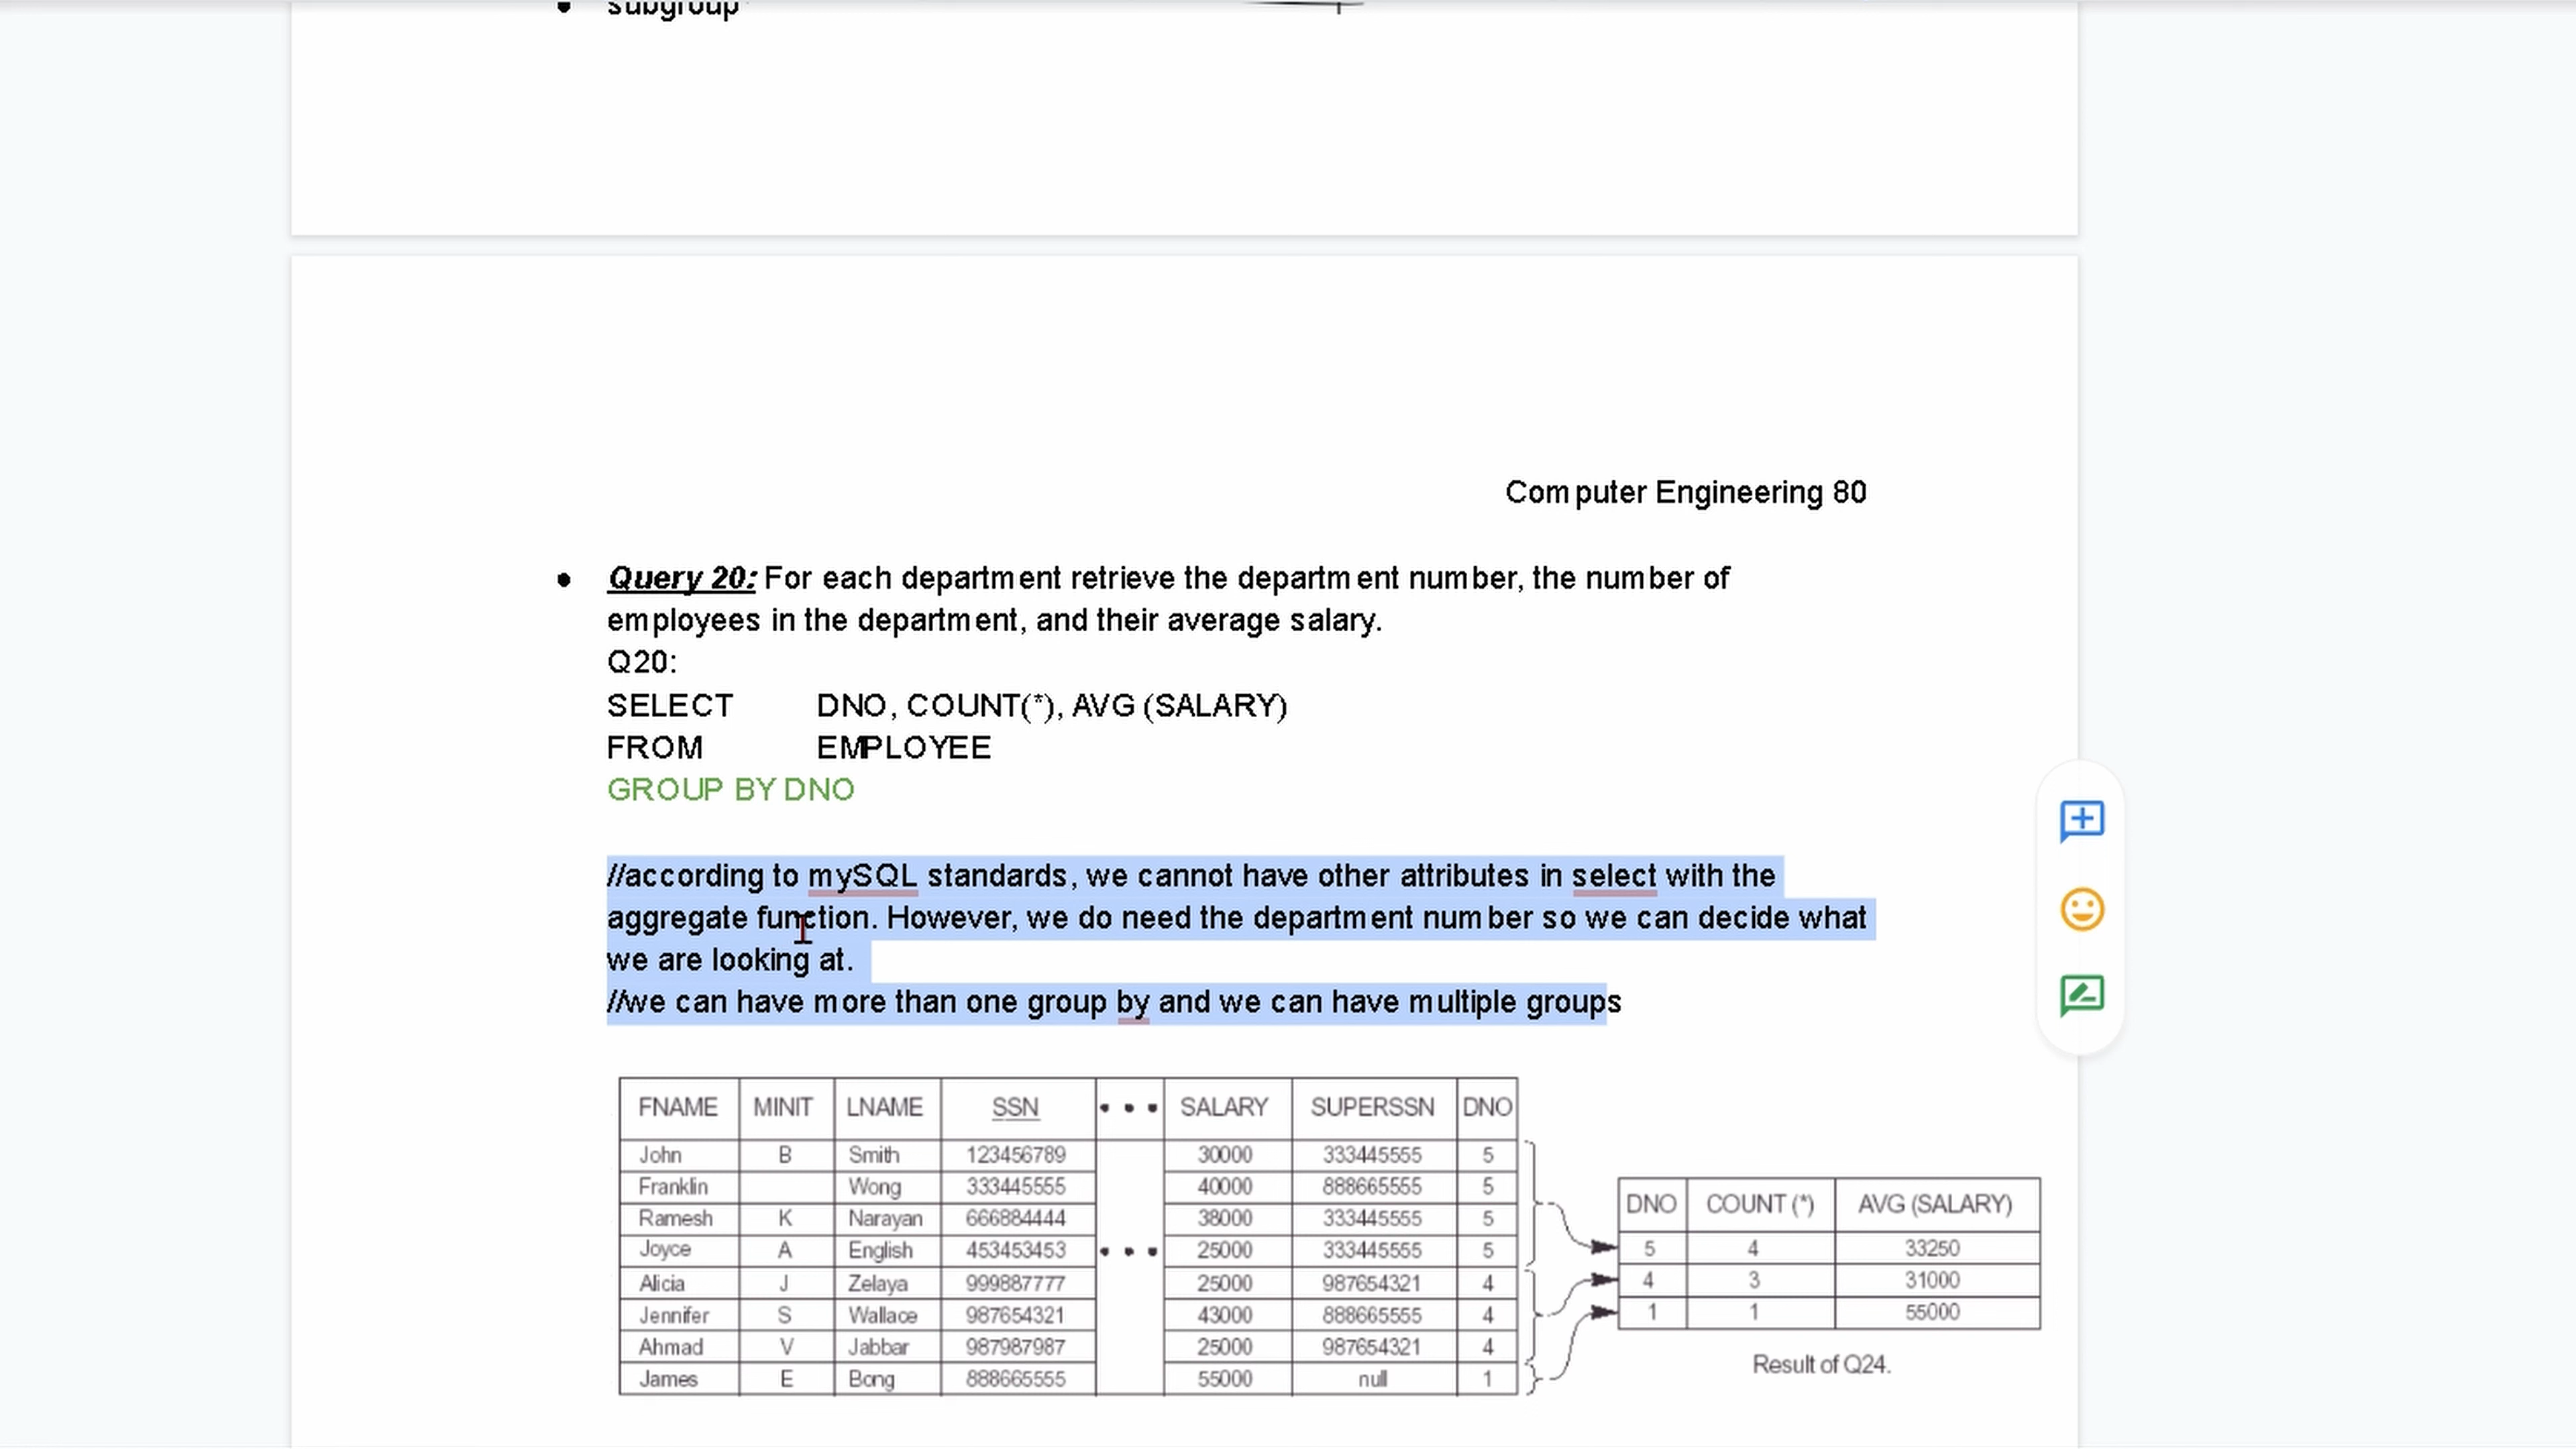 subgroup
Computer Engineering 80
Query 20: For each department retrieve the department number, the number of
employees in the department, and their average salary.
Q20:
SELECT DNO, COUNT(*), AVG (SALARY)
FROM EMPLOYEE
GROUP BY DNO
//according to mySQL standards, we cannot have other attributes in select with the
aggregate function. However, we do need the department number so we can decide what
we are looking at.
//we can have more than one group by and we can have multiple groups
FNAME MINIT LNAME SSN • • • SALARY SUPERSSN DNO
John B Smith 123456789 30000 333445555 5
Franklin Wong 333445555 40000 888665555 5
Ramesh K Narayan 666884444 38000 333445555 5
Joyce A English 453453453 • • • 25000 333445555 5
Alicia J Zelaya 999887777 25000 987654321 4
Jennifer S Wallace 987654321 43000 888665555 4
Ahmad V Jabbar 987987987 25000 987654321 4
James E Bong 888665555 55000 null 1
DNO COUNT (*) AVG (SALARY)
5 4 33250
4 3 31000
1 1 55000
Result of Q24.